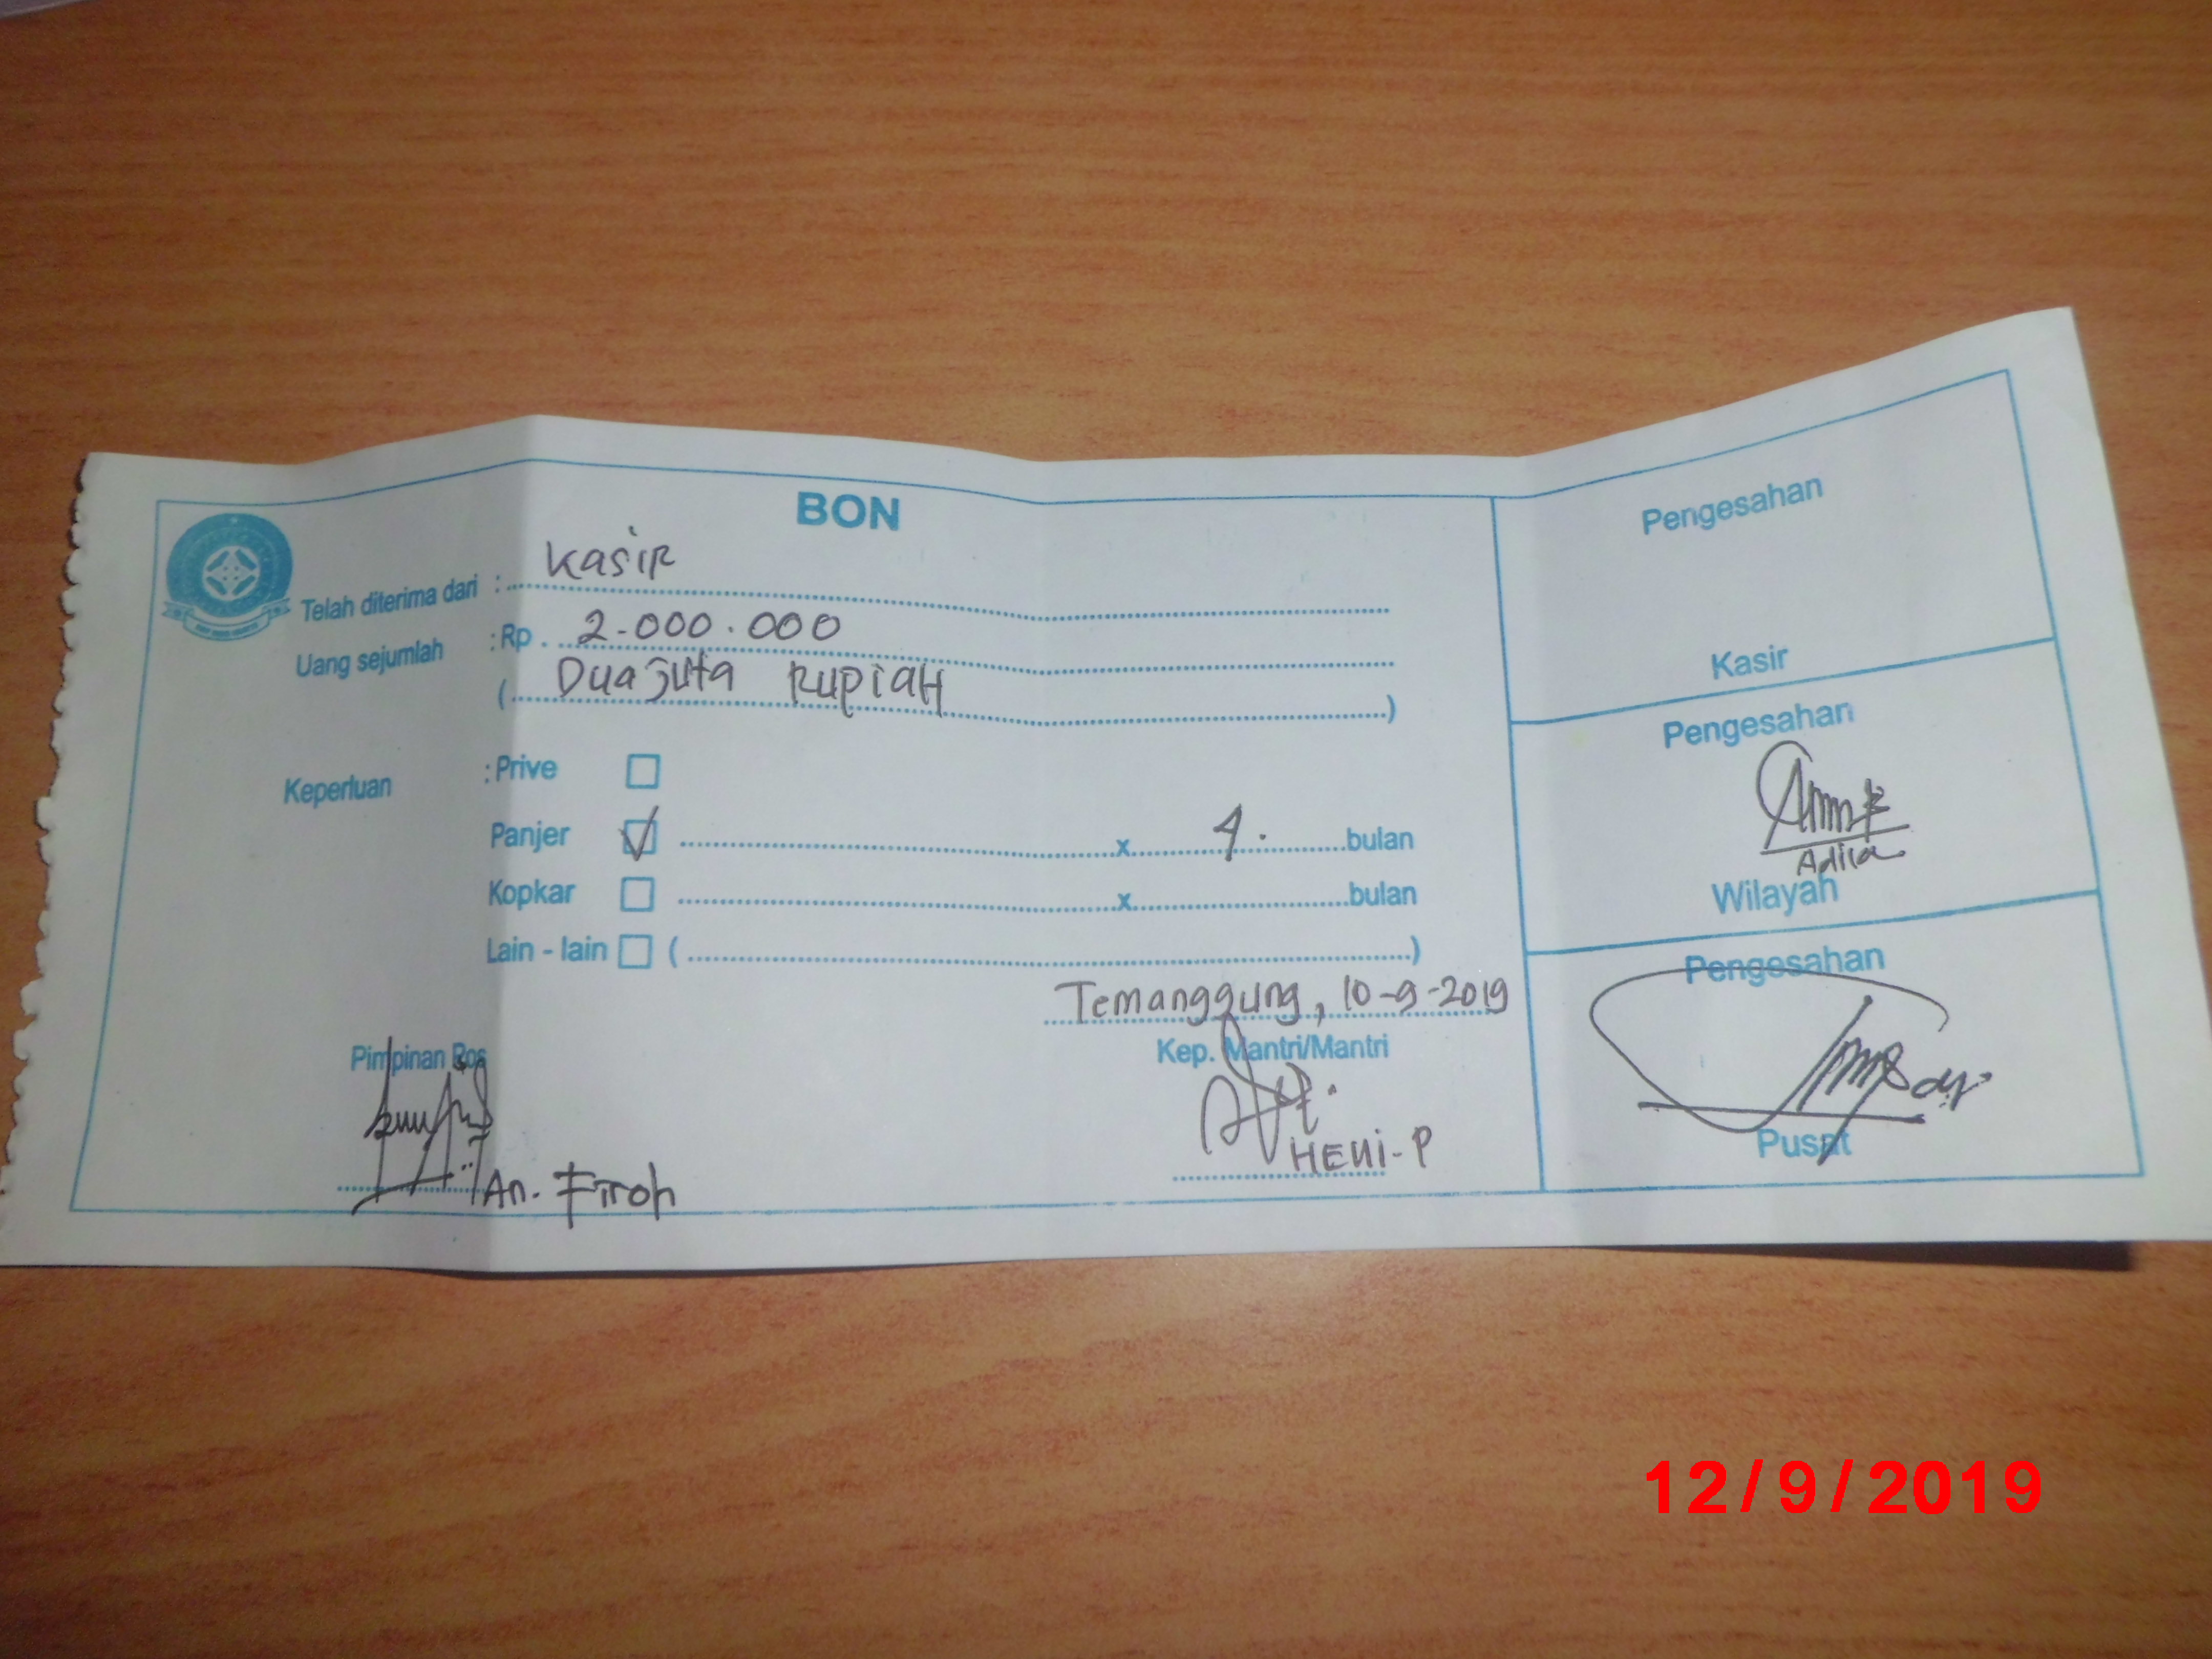 BON
Telah diterima dari : Kasir
Uang sejumlah : Rp. 2.000.000
( Dua juta Rupiah )
Keperluan : Prive
Panjer x bulan
Kopkar x bulan
Lain - lain ( )
Temanggung, 10-9-2019
Pimpinan Pos
An. Firoh
Kep. Mantri/Mantri
HENi-P
Pengesahan
Kasir
Pengesahan
Adila
Wilayah
Pengesahan
Pusat
12/9/2019